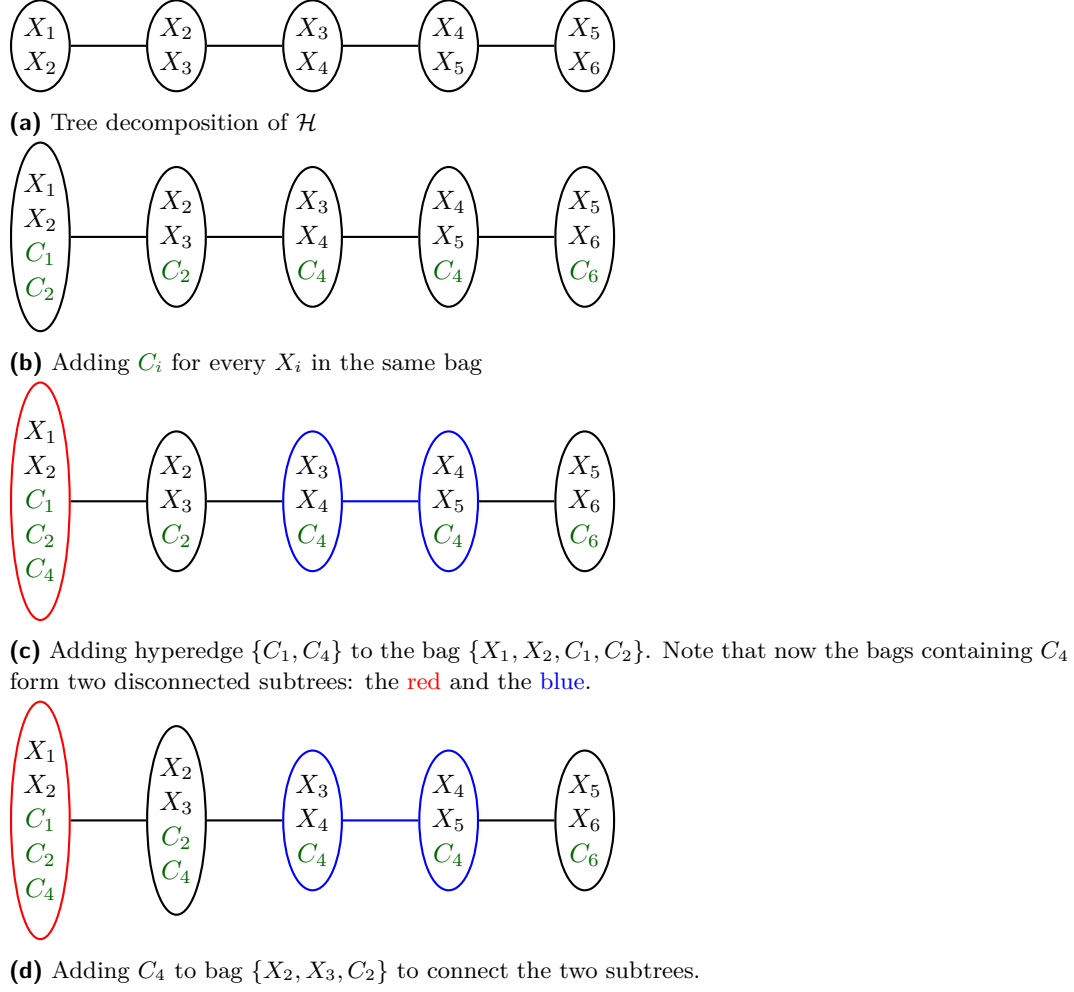 X₁ X₂ X₃ X₄ X₅
X₂ X₃ X₄ X₅ X₆
(a) Tree decomposition of ℋ
X₁
X₂ X₃ X₄ X₅
X₂
X₃ X₄ X₅ X₆
C₁
C₂ C₄ C₄ C₆
C₂
(b) Adding Cᵢ for every Xᵢ in the same bag
X₁
X₂ X₂ X₃ X₄ X₅
C₁ X₃ X₄ X₅ X₆
C₂ C₂ C₄ C₄ C₆
C₄
(c) Adding hyperedge {C₁, C₄} to the bag {X₁, X₂, C₁, C₂}. Note that now the bags containing C₄
form two disconnected subtrees: the red and the blue.
X₁ X₂
X₂ X₃ X₃ X₄ X₅
C₁ X₄ X₅ X₆
C₂ C₂ C₄ C₄ C₆
C₄ C₄
(d) Adding C₄ to bag {X₂, X₃, C₂} to connect the two subtrees.